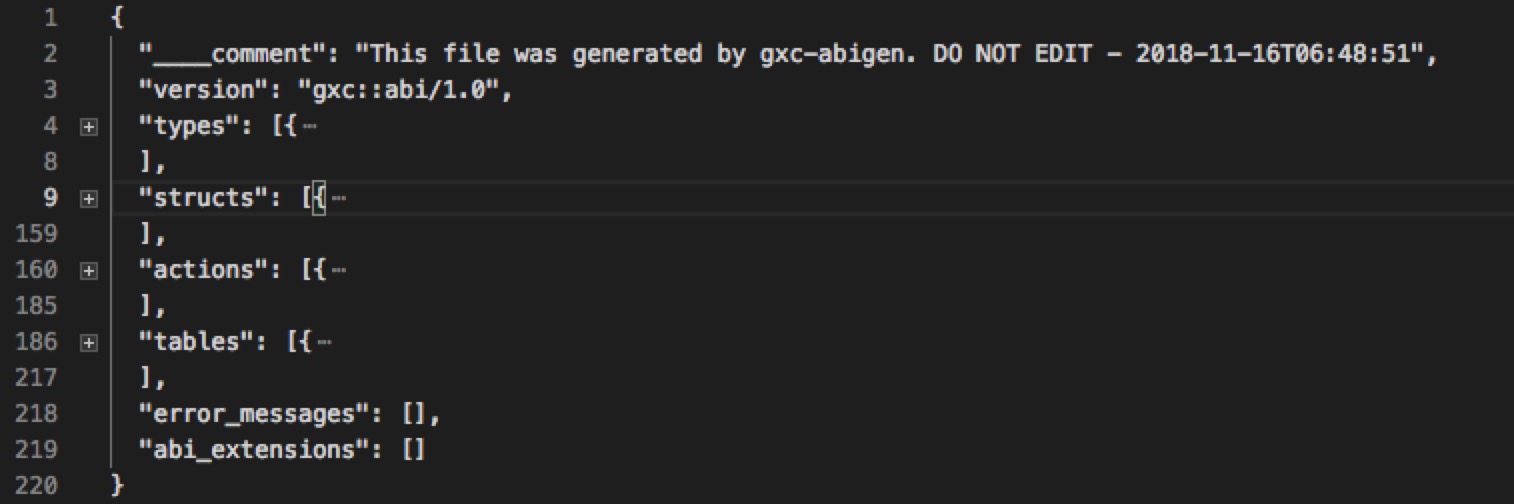 1 {
2 "____comment": "This file was generated by gxc-abigen. DO NOT EDIT – 2018–11–16T06:48:51",
3 "version": "gxc::abi/1.0",
4 "types": [{⋯
8 ],
9 "structs": [{⋯
159 ],
160 "actions": [{⋯
185 ],
186 "tables": [{⋯
217 ],
218 "error_messages": [],
219 "abi_extensions": []
220 }